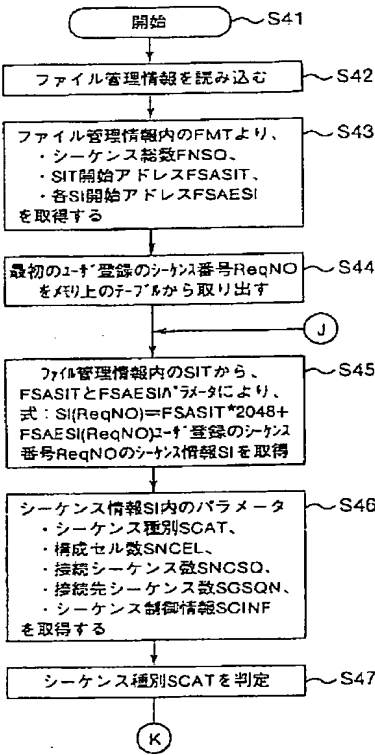 開始
S41
ファイル管理情報を読み込む
S42
ファイル管理情報内のFMTより、
・シーケンス総数FNSQ、
・SIT開始アドレスFSASIT、
・各SI開始アドレスFSAESI
を取得する
S43
最初のユーザ登録のシーケンス番号ReqNO
をメモリ上のテーブルから取り出す
S44
J
ファイル管理情報内のSITから、
FSASITとFSAESIパラメータにより、
式:SI(ReqNO)=FSASIT*2048+
FSAESI(ReqNO)ユーザ登録のシーケンス
番号ReqNOのシーケンス情報SIを取得
S45
シーケンス情報SI内のパラメータ
・シーケンス種別SCAT、
・構成セル数SNCEL、
・接続シーケンス数SNCSQ、
・接続先シーケンス数SCSQN、
・シーケンス制御情報SCINF
を取得する
S46
シーケンス種別SCATを判定
S47
K